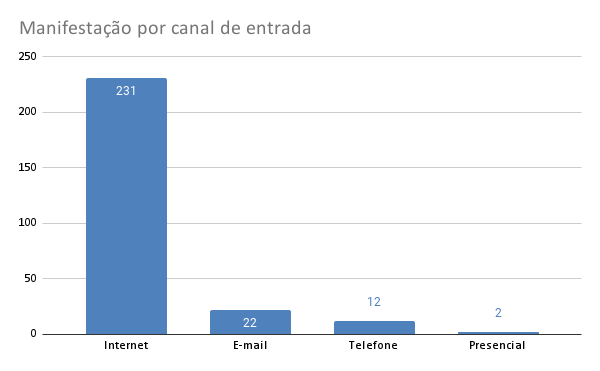 Manifestação por canal de entrada
250
200
150
100
50
0
231
22
12
2
Internet
E-mail
Telefone
Presencial